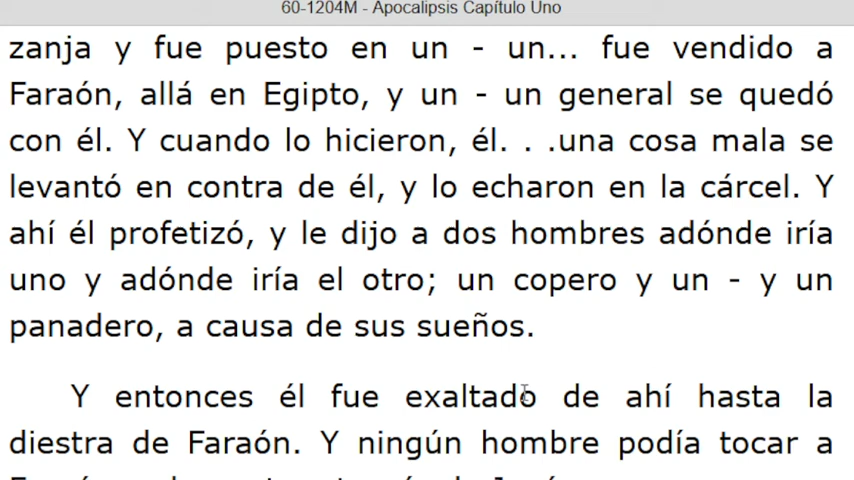 60-1204M - Apocalipsis Capítulo Uno
zanja y fue puesto en un - un... fue vendido a
Faraón, allá en Egipto, y un - un general se quedó
con él. Y cuando lo hicieron, él. . .una cosa mala se
levantó en contra de él, y lo echaron en la cárcel. Y
ahí él profetizó, y le dijo a dos hombres adónde iría
uno y adónde iría el otro; un copero y un - y un
panadero, a causa de sus sueños.
Y entonces él fue exaltado de ahí hasta la
diestra de Faraón. Y ningún hombre podía tocar a